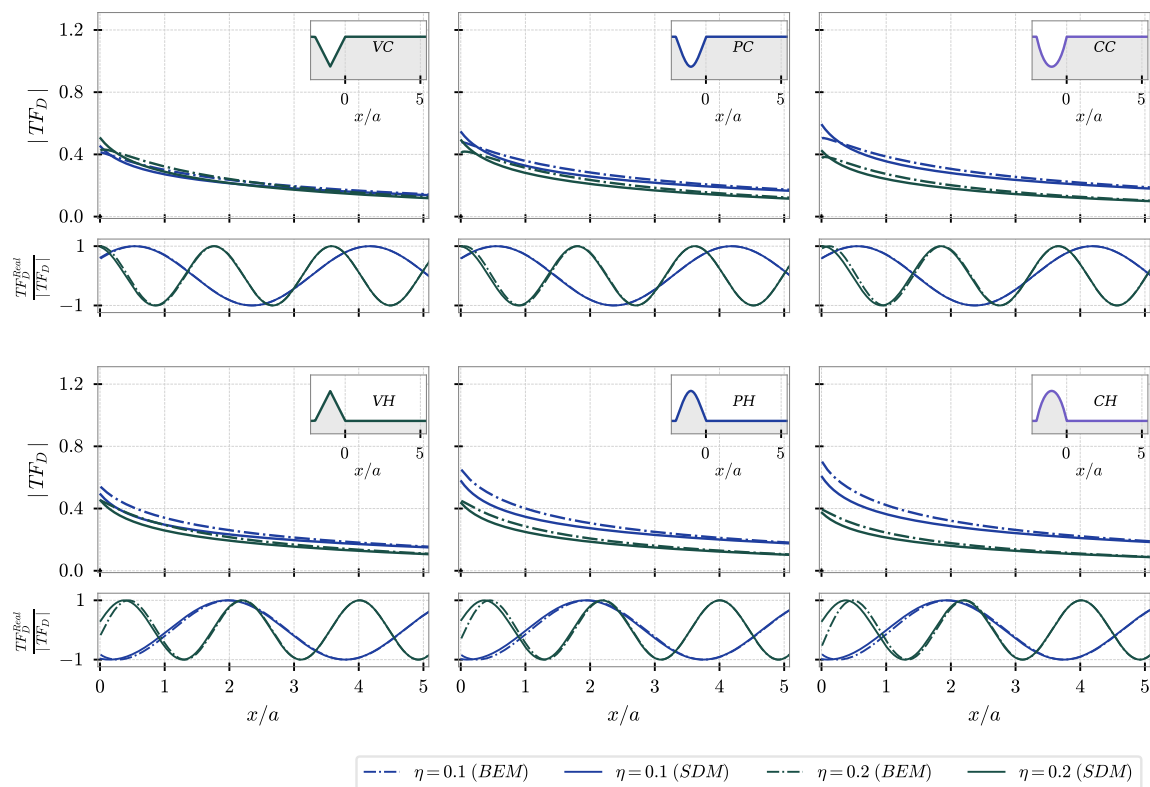 1.2
0.8
0.4
0.0
| TF_D |
VC
0
5
x/a
PC
0
5
x/a
CC
0
5
x/a
1
−1
TF_D^Real
| TF_D |
1.2
0.8
0.4
0.0
| TF_D |
VH
0
5
x/a
PH
0
5
x/a
CH
0
5
x/a
1
−1
TF_D^Real
| TF_D |
0 1 2 3 4 5
0 1 2 3 4 5
0 1 2 3 4 5
x/a
x/a
x/a
η = 0.1 (BEM) η = 0.1 (SDM) η = 0.2 (BEM) η = 0.2 (SDM)